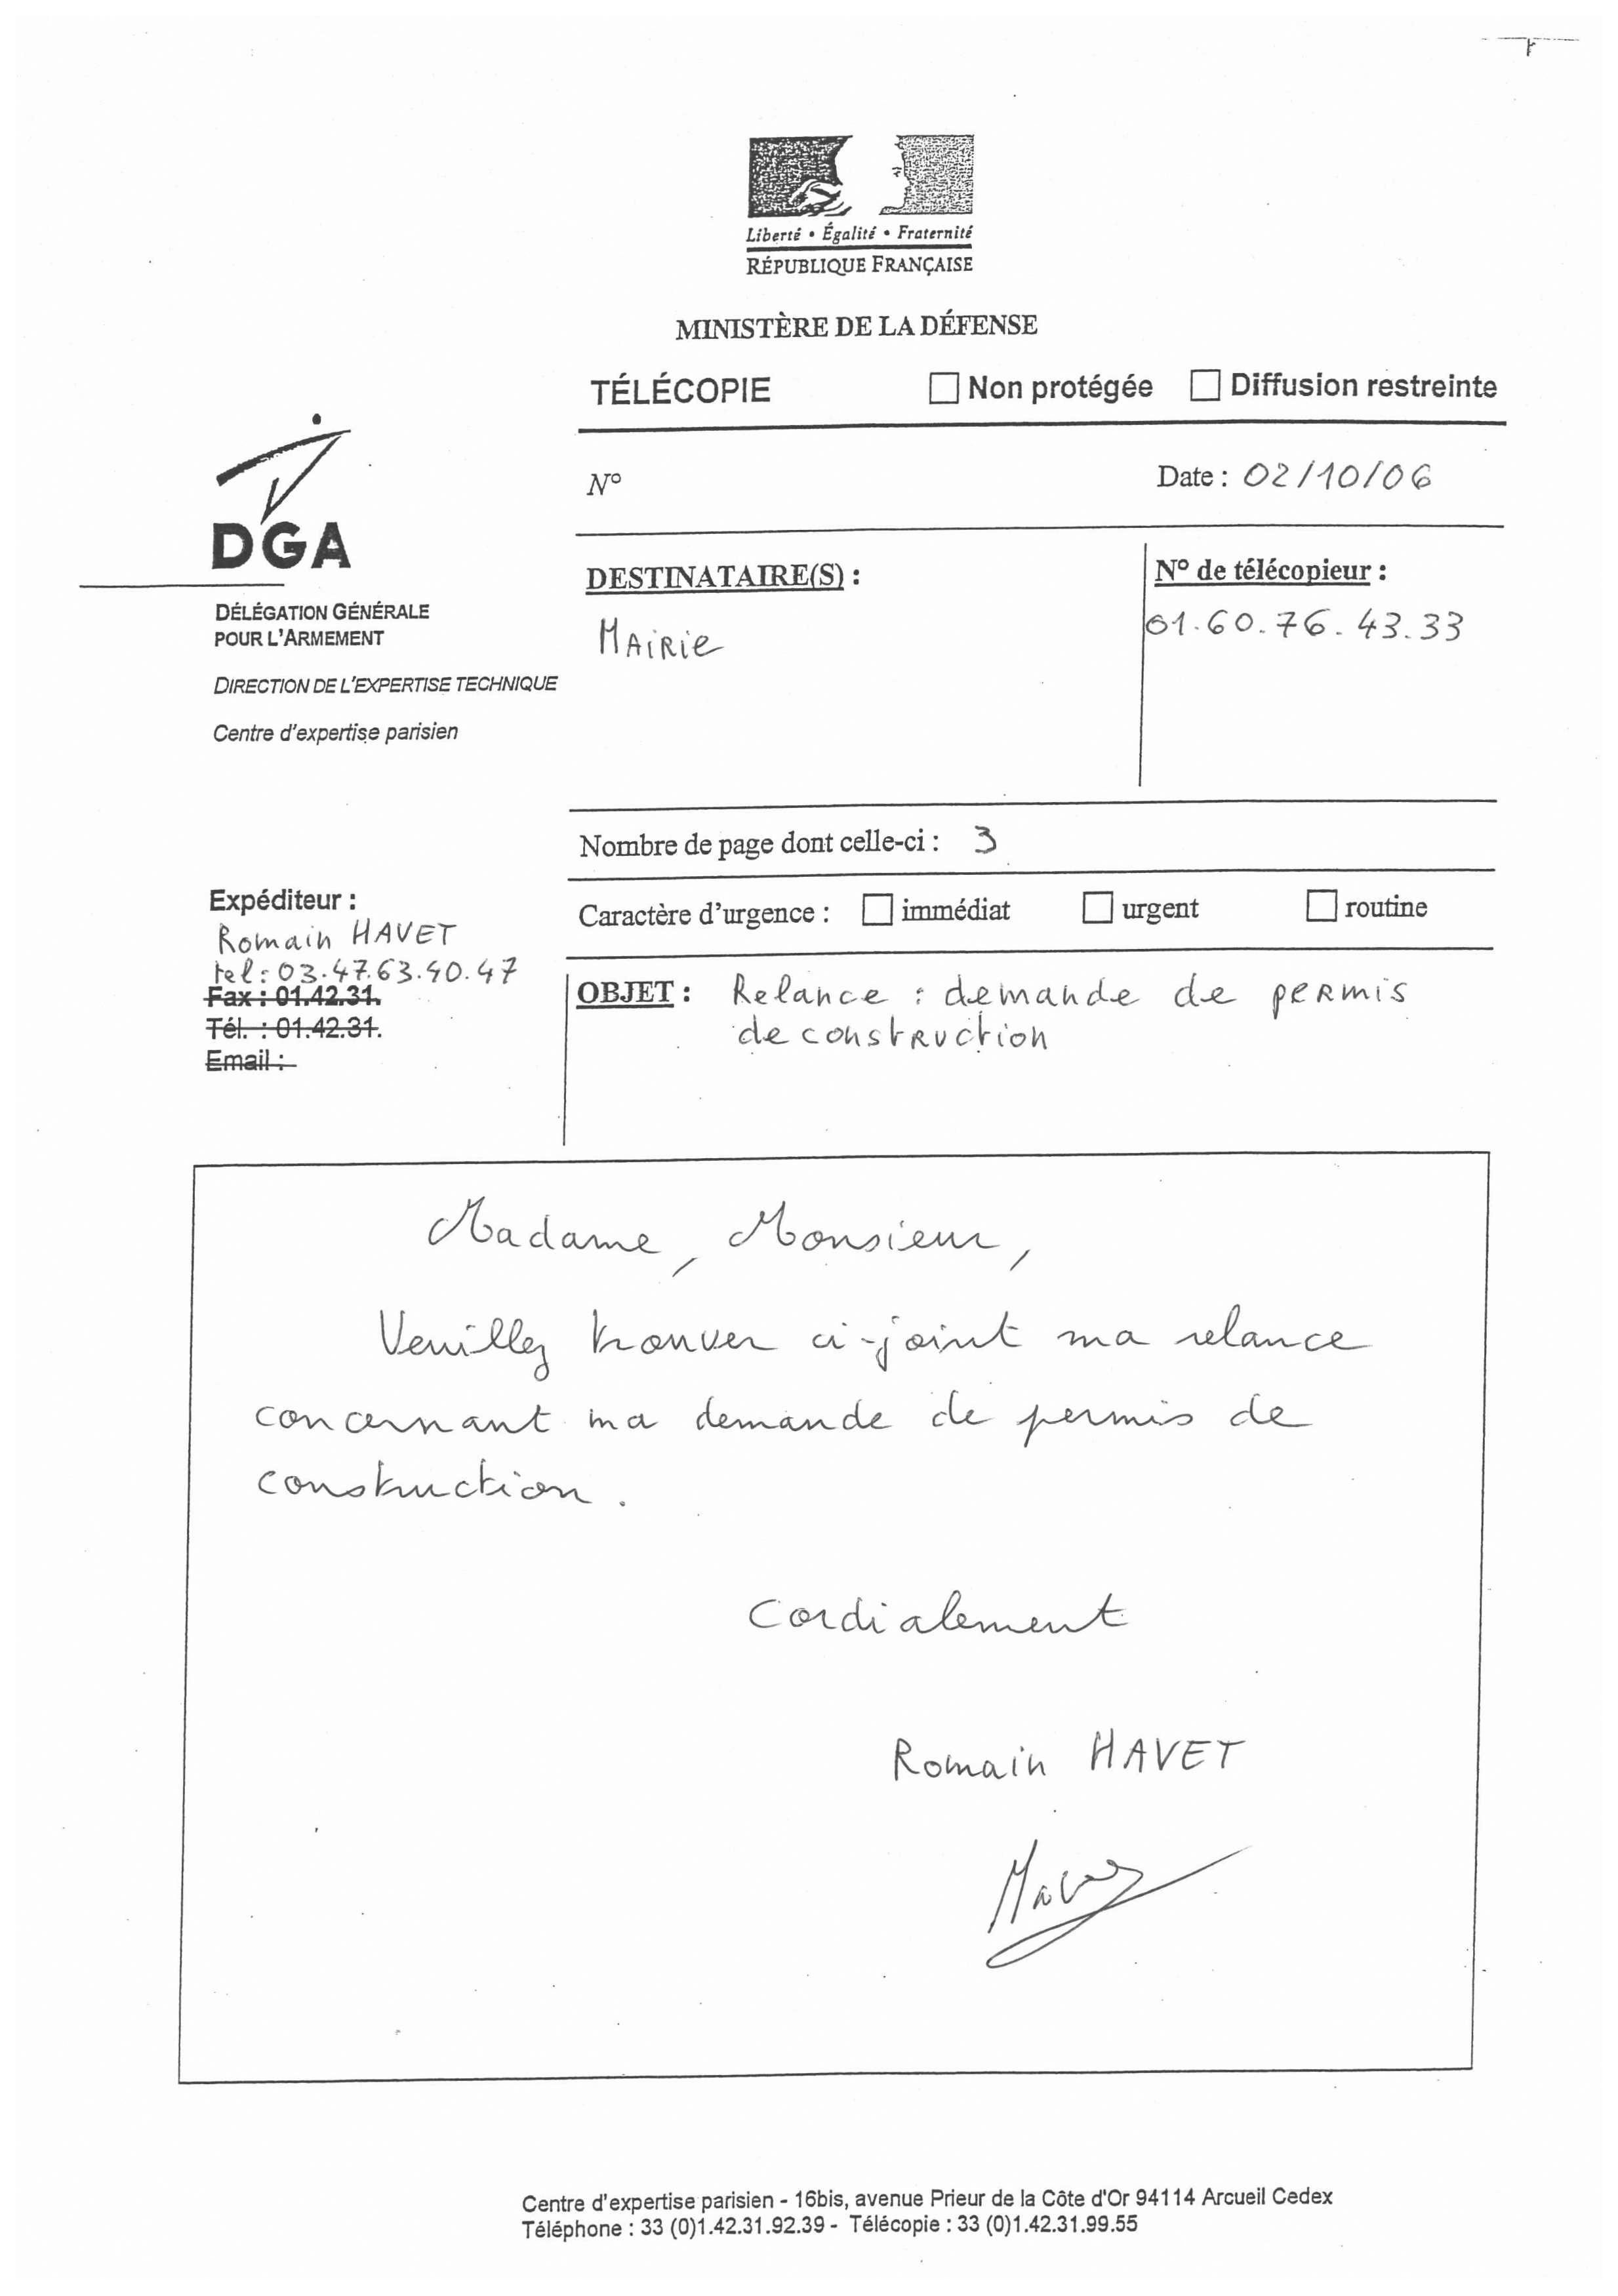 Liberté • Égalité • Fraternité
RÉPUBLIQUE FRANÇAISE
MINISTÈRE DE LA DÉFENSE
TÉLÉCOPIE Non protégée Diffusion restreinte
N° Date : 02/10/06
DGA
DÉLÉGATION GÉNÉRALE
POUR L'ARMEMENT
DIRECTION DE L'EXPERTISE TECHNIQUE
Centre d'expertise parisien
DESTINATAIRE(S) :
MAIRIE
N° de télécopieur :
01.60.76.43.33
Nombre de page dont celle-ci : 3
Caractère d'urgence : immédiat urgent routine
Expéditeur :
Romain HAVET
tel : 03.47.63.40.47
Fax : 01.42.31.
Tél. : 01.42.31.
Email :
OBJET : Relance : demande de permis
de construction
Madame, Monsieur,
Veuillez trouver ci-joint ma relance
concernant ma demande de permis de
construction.
Cordialement
Romain HAVET
Centre d'expertise parisien - 16bis, avenue Prieur de la Côte d'Or 94114 Arcueil Cedex
Téléphone : 33 (0)1.42.31.92.39 - Télécopie : 33 (0)1.42.31.99.55